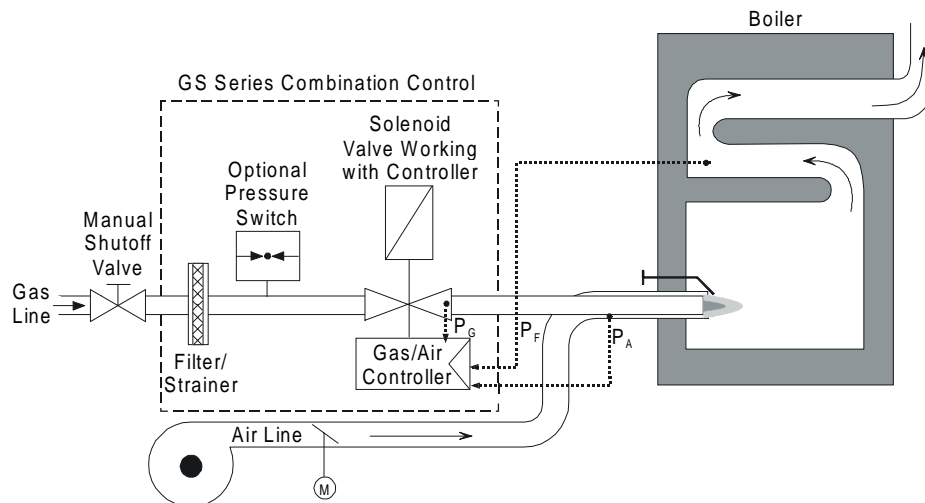 Boiler
GS Series Combination Control
Solenoid
Valve Working
with Controller
Optional
Pressure
Switch
Manual
Shutoff
Valve
Gas
Line
Filter/
Strainer
Gas/Air
Controller
PG
PF
PA
Air Line
M